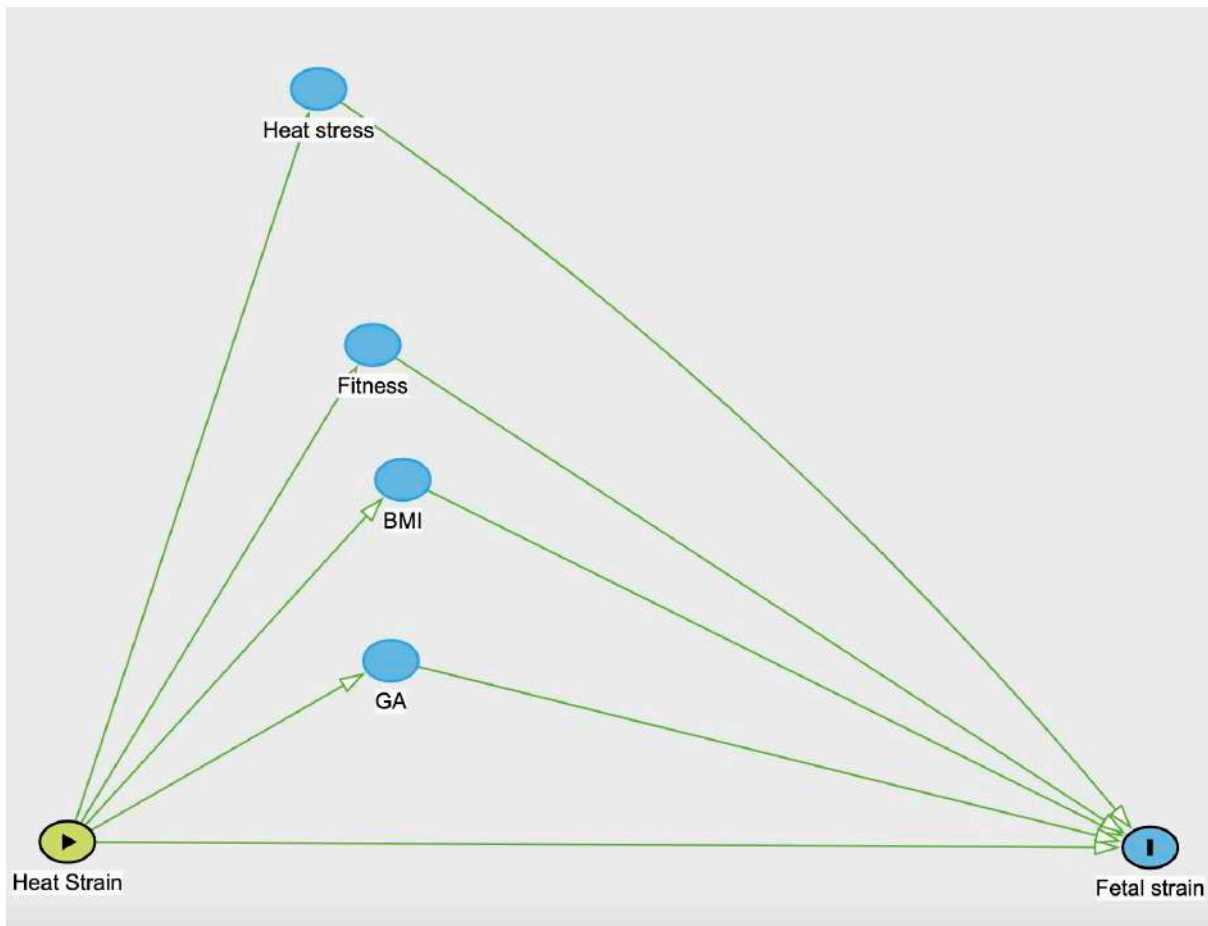 Heat stress
Fitness
BMI
GA
Heat Strain
Fetal strain